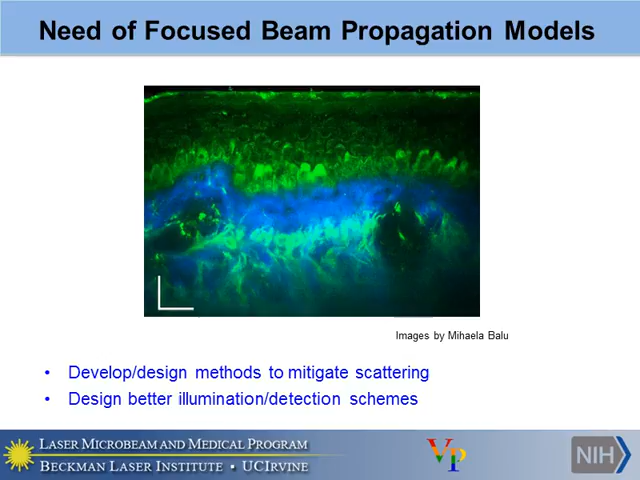 Need of Focused Beam Propagation Models
Images by Mihaela Balu
• Develop/design methods to mitigate scattering
• Design better illumination/detection schemes
LASER MICROBEAM AND MEDICAL PROGRAM
BECKMAN LASER INSTITUTE • UCIRVINE
VP
NIH